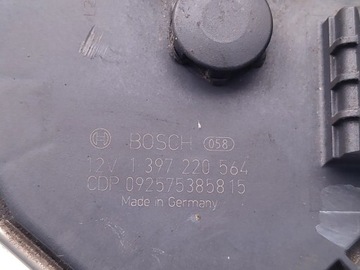 BOSCH 058
12V 1 397 220 564
CDP 092575385815
Made in Germany